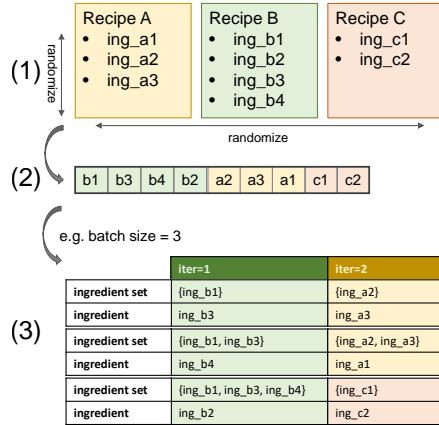 Recipe A
• ing_a1
• ing_a2
• ing_a3
Recipe B
• ing_b1
• ing_b2
• ing_b3
• ing_b4
Recipe C
• ing_c1
• ing_c2
randomize
(1)
randomize
(2)
b1 b3 b4 b2 a2 a3 a1 c1 c2
e.g. batch size = 3
(3)
iter=1 iter=2
ingredient set {ing_b1} {ing_a2}
ingredient ing_b3 ing_a3
ingredient set {ing_b1, ing_b3} {ing_a2, ing_a3}
ingredient ing_b4 ing_a1
ingredient set {ing_b1, ing_b3, ing_b4} {ing_c1}
ingredient ing_b2 ing_c2